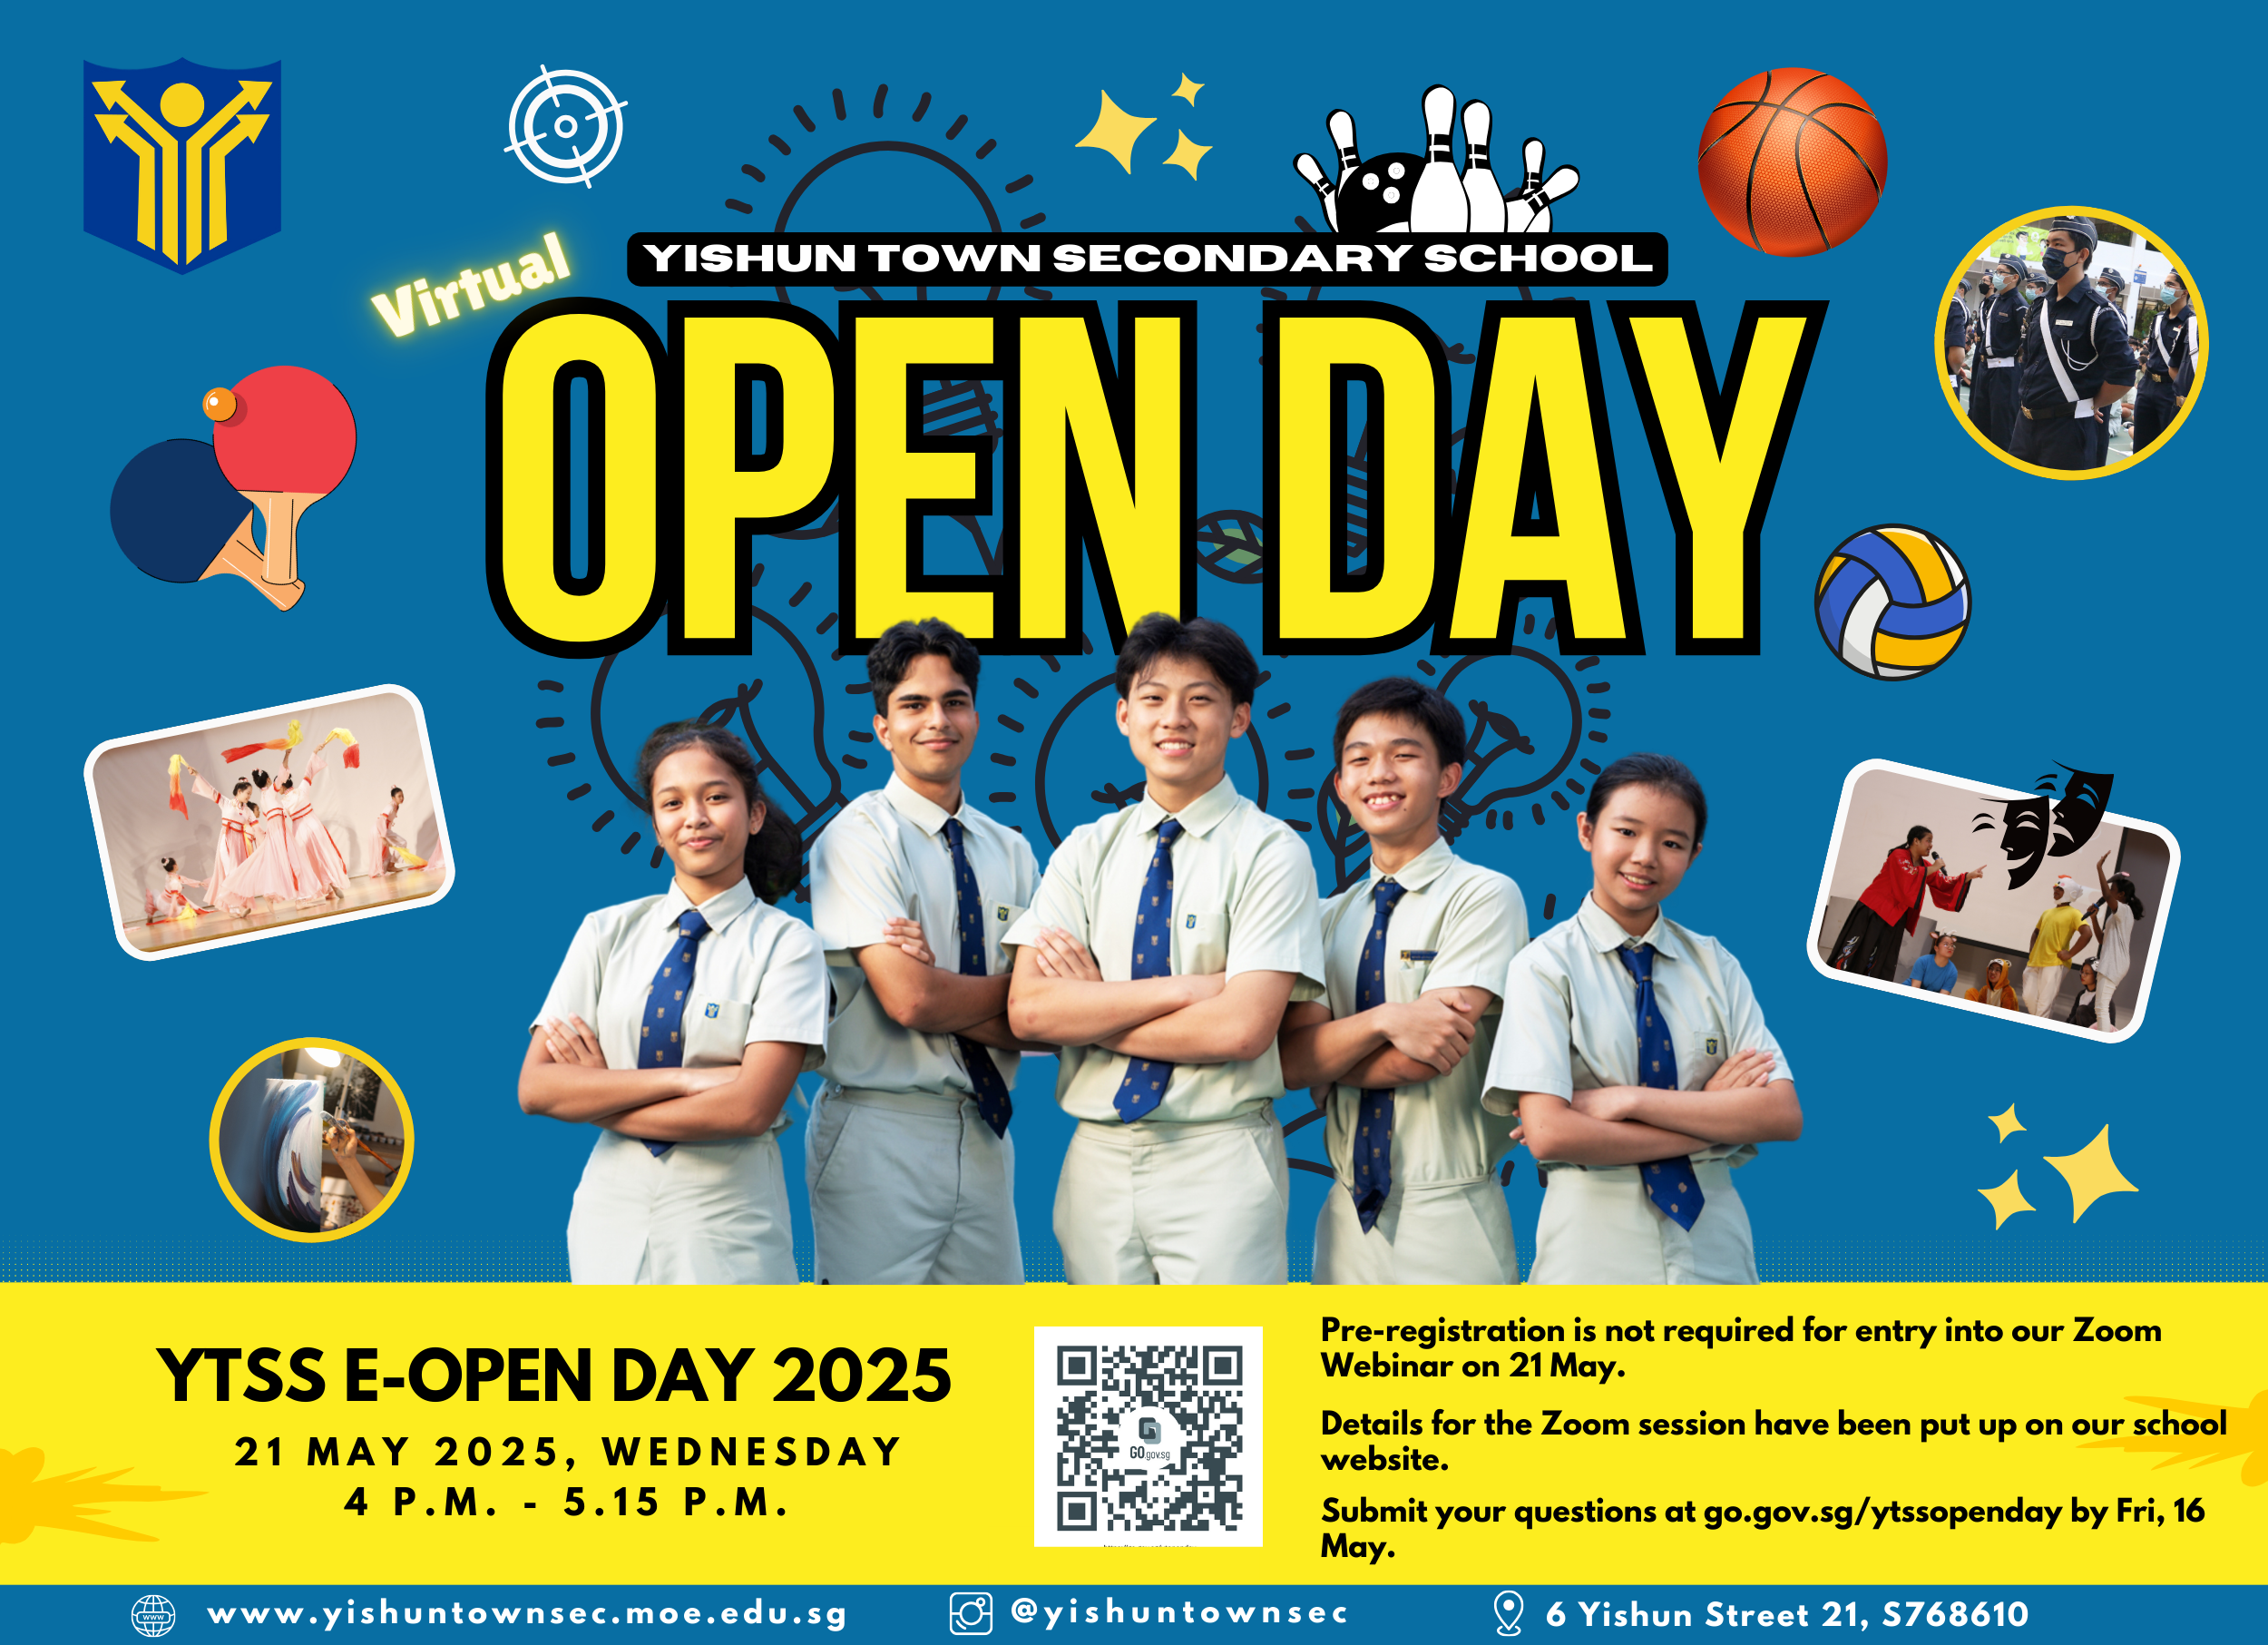 Virtual
YISHUN TOWN SECONDARY SCHOOL
OPEN DAY
YTSS E-OPEN DAY 2025
21 MAY 2025, WEDNESDAY
4 P.M. - 5.15 P.M.
GO.gov.sg
Pre-registration is not required for entry into our Zoom
Webinar on 21 May.
Details for the Zoom session have been put up on our school
website.
Submit your questions at go.gov.sg/ytssopenday by Fri, 16
May.
www
www.yishuntownsec.moe.edu.sg
@yishuntownsec
6 Yishun Street 21, S768610